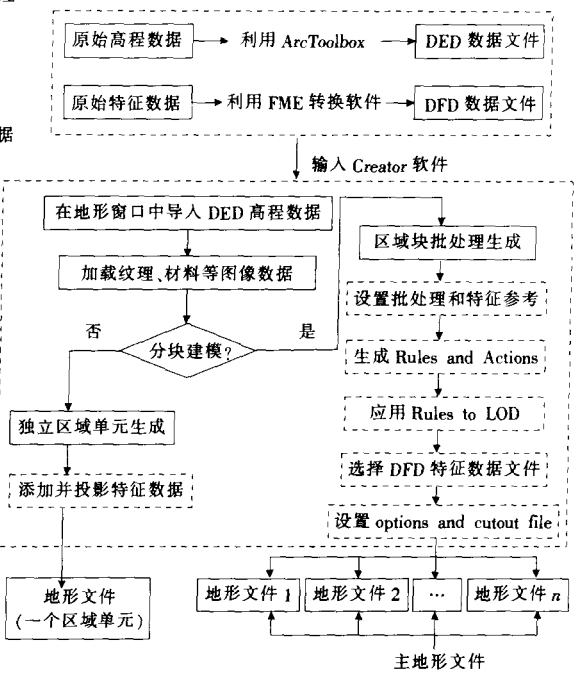 据
原始高程数据
利用 ArcToolbox
DED 数据文件
原始特征数据
利用 FME 转换软件
DFD 数据文件
输入 Creator 软件
在地形窗口中导入 DED 高程数据
加载纹理、材料等图像数据
否
分块建模?
是
独立区域单元生成
添加并投影特征数据
区域块批处理生成
设置批处理和特征参考
生成 Rules and Actions
应用 Rules to LOD
选择 DFD 特征数据文件
设置 options and cutout file
地形文件
(一个区域单元)
地形文件 1
地形文件 2
…
地形文件 n
主地形文件